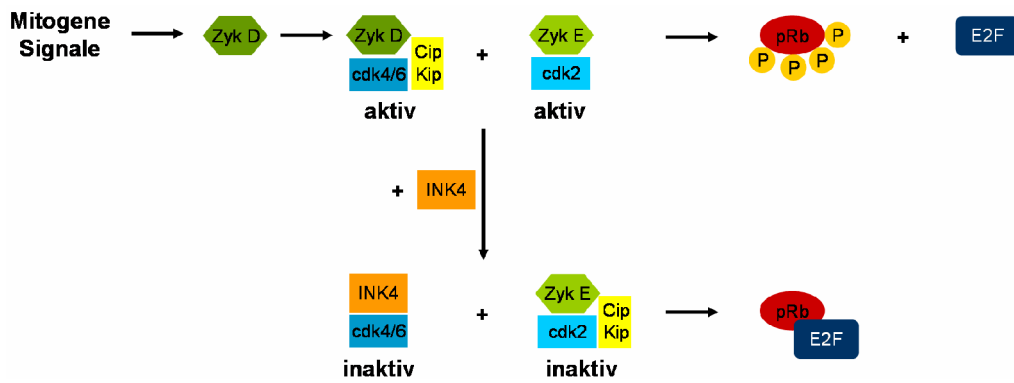 Mitogene
Signale
Zyk D
Zyk D
Cip
Kip
cdk4/6
aktiv
+
Zyk E
cdk2
aktiv
pRb
P
P
P
P
+
E2F
+
INK4
INK4
cdk4/6
inaktiv
+
Zyk E
Cip
Kip
cdk2
inaktiv
pRb
E2F